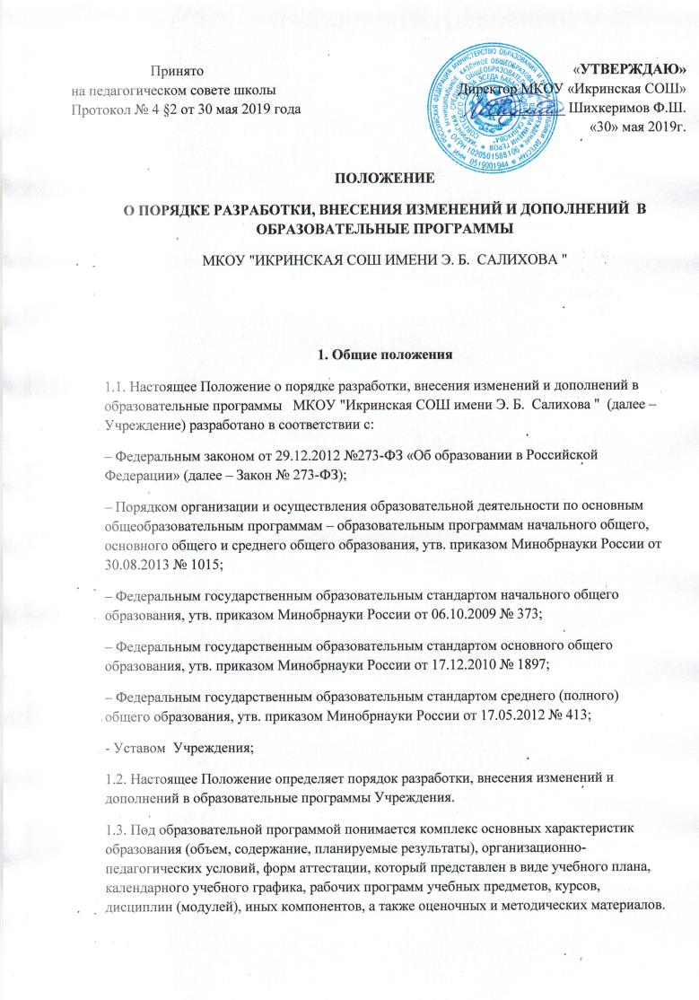 Принято
на педагогическом совете школы
Протокол № 4 §2 от 30 мая 2019 года
«УТВЕРЖДАЮ»
Директор МКОУ «Икринская СОШ»
Шихкеримов Ф.Ш.
«30» мая 2019г.
ПОЛОЖЕНИЕ
О ПОРЯДКЕ РАЗРАБОТКИ, ВНЕСЕНИЯ ИЗМЕНЕНИЙ И ДОПОЛНЕНИЙ В
ОБРАЗОВАТЕЛЬНЫЕ ПРОГРАММЫ
МКОУ "ИКРИНСКАЯ СОШ ИМЕНИ Э. Б. САЛИХОВА "
1. Общие положения
1.1. Настоящее Положение о порядке разработки, внесения изменений и дополнений в
образовательные программы МКОУ "Икринская СОШ имени Э. Б. Салихова " (далее –
Учреждение) разработано в соответствии с:
– Федеральным законом от 29.12.2012 №273-ФЗ «Об образовании в Российской
Федерации» (далее – Закон № 273-ФЗ);
– Порядком организации и осуществления образовательной деятельности по основным
общеобразовательным программам – образовательным программам начального общего,
основного общего и среднего общего образования, утв. приказом Минобрнауки России от
30.08.2013 № 1015;
– Федеральным государственным образовательным стандартом начального общего
образования, утв. приказом Минобрнауки России от 06.10.2009 № 373;
– Федеральным государственным образовательным стандартом основного общего
образования, утв. приказом Минобрнауки России от 17.12.2010 № 1897;
– Федеральным государственным образовательным стандартом среднего (полного)
общего образования, утв. приказом Минобрнауки России от 17.05.2012 № 413;
- Уставом Учреждения;
1.2. Настоящее Положение определяет порядок разработки, внесения изменений и
дополнений в образовательные программы Учреждения.
1.3. Под образовательной программой понимается комплекс основных характеристик
образования (объем, содержание, планируемые результаты), организационно-
педагогических условий, форм аттестации, который представлен в виде учебного плана,
календарного учебного графика, рабочих программ учебных предметов, курсов,
дисциплин (модулей), иных компонентов, а также оценочных и методических материалов.